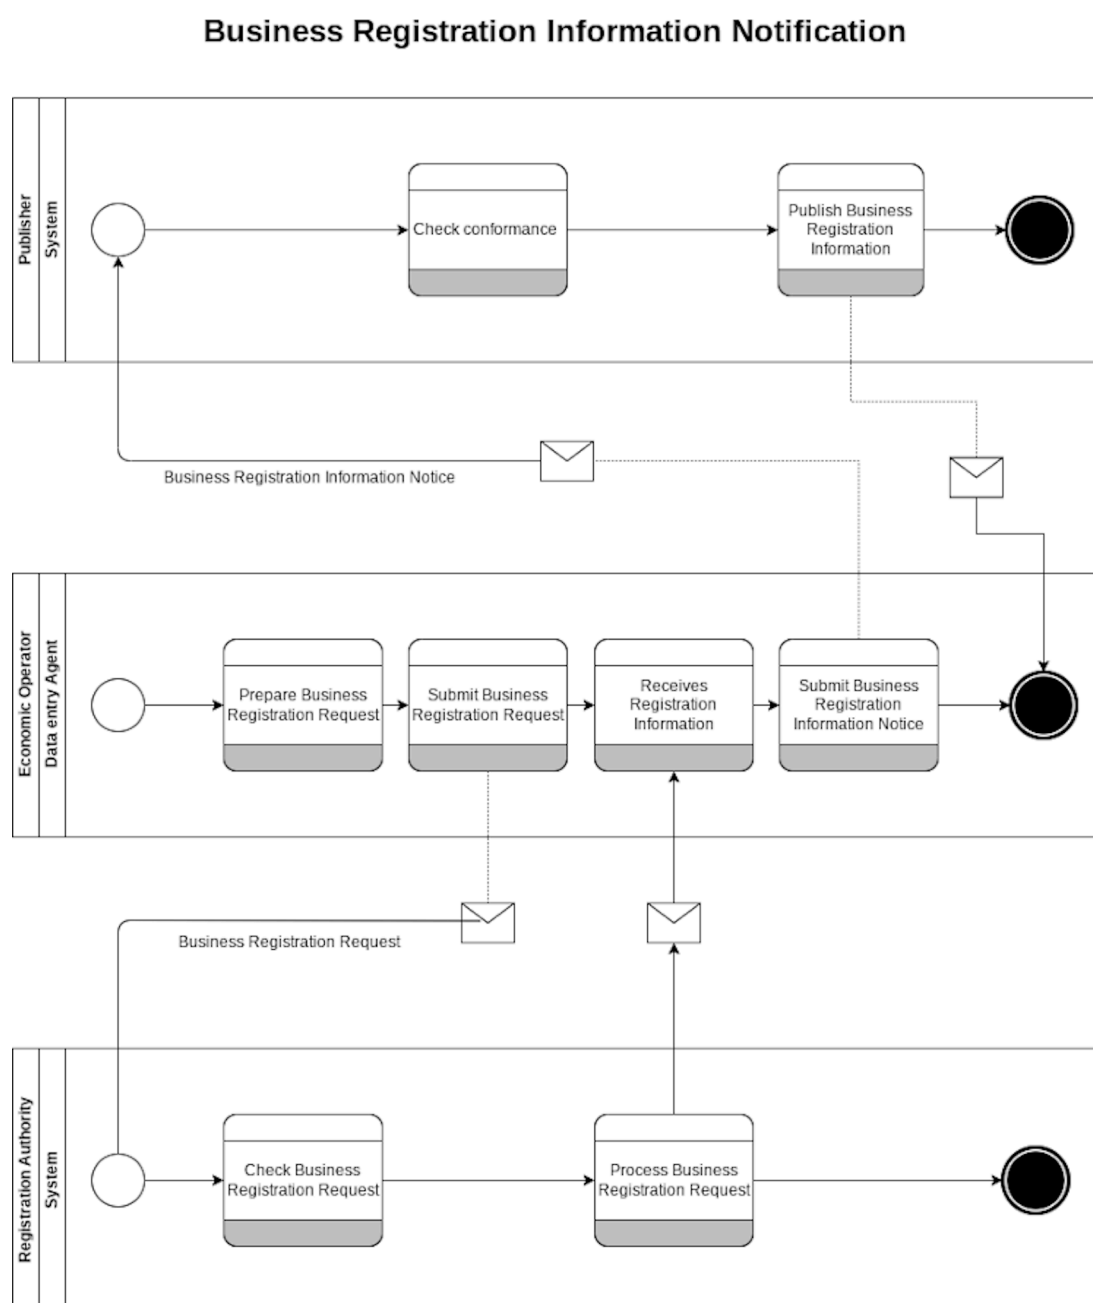 Business Registration Information Notification
Publisher
System
Check conformance
Publish Business
Registration
Information
Business Registration Information Notice
Economic Operator
Data entry Agent
Prepare Business
Registration Request
Submit Business
Registration Request
Receives
Registration
Information
Submit Business
Registration
Information Notice
Business Registration Request
Registration Authority
System
Check Business
Registration Request
Process Business
Registration Request